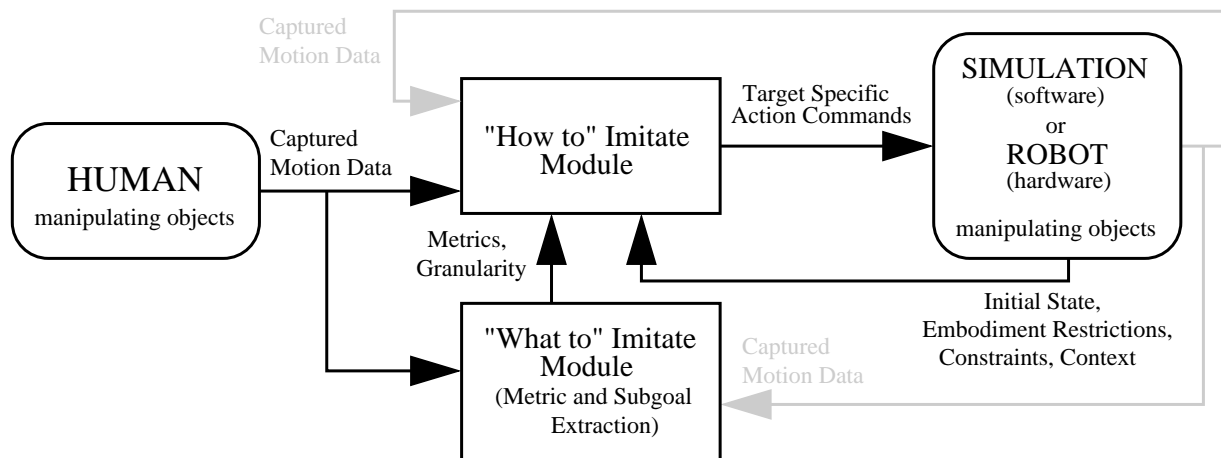 Captured
Motion Data
SIMULATION
(software)
or
ROBOT
(hardware)
manipulating objects
Target Specific
Action Commands
"How to" Imitate
Module
Captured
Motion Data
HUMAN
manipulating objects
Metrics,
Granularity
Initial State,
Embodiment Restrictions,
Constraints, Context
"What to" Imitate
Module
(Metric and Subgoal
Extraction)
Captured
Motion Data